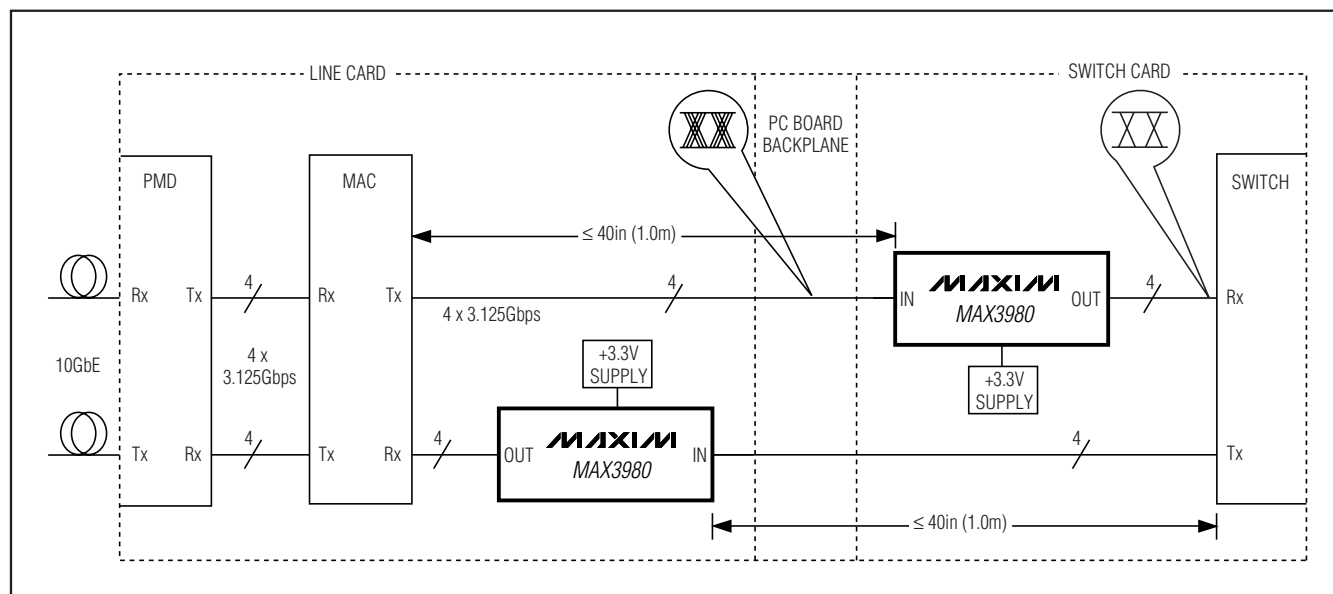 LINE CARD
SWITCH CARD
PC BOARD
BACKPLANE
PMD
MAC
SWITCH
≤ 40in (1.0m)
4
4
4
Rx
Tx
Rx
Tx
IN
MAXIM
OUT
Rx
MAX3980
4 x 3.125Gbps
10GbE
4 x
3.125Gbps
+3.3V
SUPPLY
+3.3V
SUPPLY
4
4
4
Tx
Rx
Tx
Rx
OUT
MAXIM
IN
Tx
MAX3980
≤ 40in (1.0m)